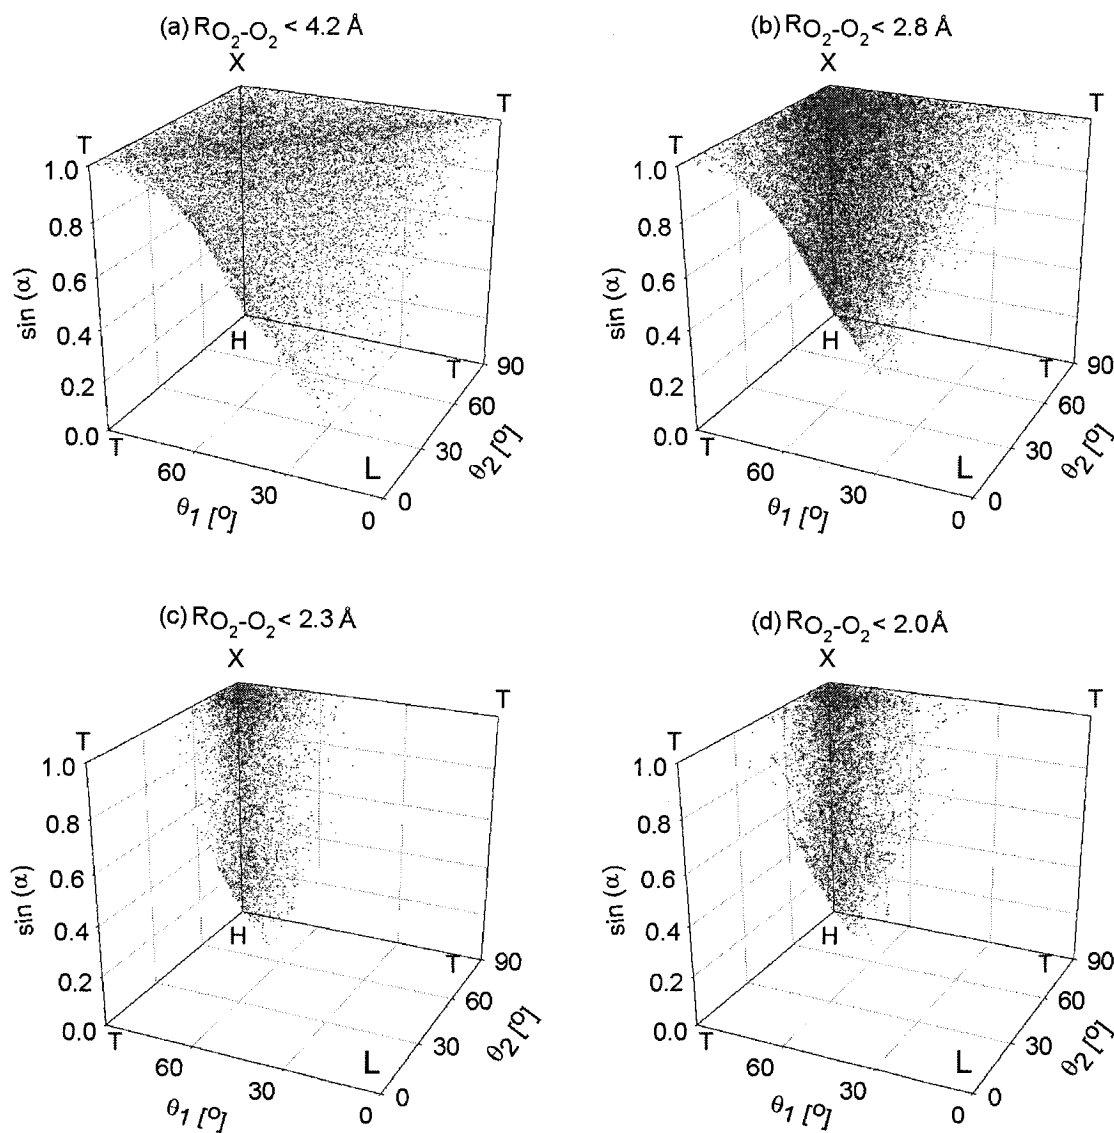 (a) R O₂-O₂ < 4.2 Å
X
T
T
1.0
0.8
0.6
0.4
0.2
0.0
sin (α)
H
T
T
L
60
30
0
θ1 [º]
90
60
30
0
θ2 [º]
(b) R O₂-O₂ < 2.8 Å
X
T
T
1.0
0.8
0.6
0.4
0.2
0.0
sin (α)
H
T
T
L
60
30
0
θ1 [º]
90
60
30
0
θ2 [º]
(c) R O₂-O₂ < 2.3 Å
X
T
T
1.0
0.8
0.6
0.4
0.2
0.0
sin (α)
H
T
T
L
60
30
0
θ1 [º]
90
60
30
0
θ2 [º]
(d) R O₂-O₂ < 2.0 Å
X
T
T
1.0
0.8
0.6
0.4
0.2
0.0
sin (α)
H
T
T
L
60
30
0
θ1 [º]
90
60
30
0
θ2 [º]